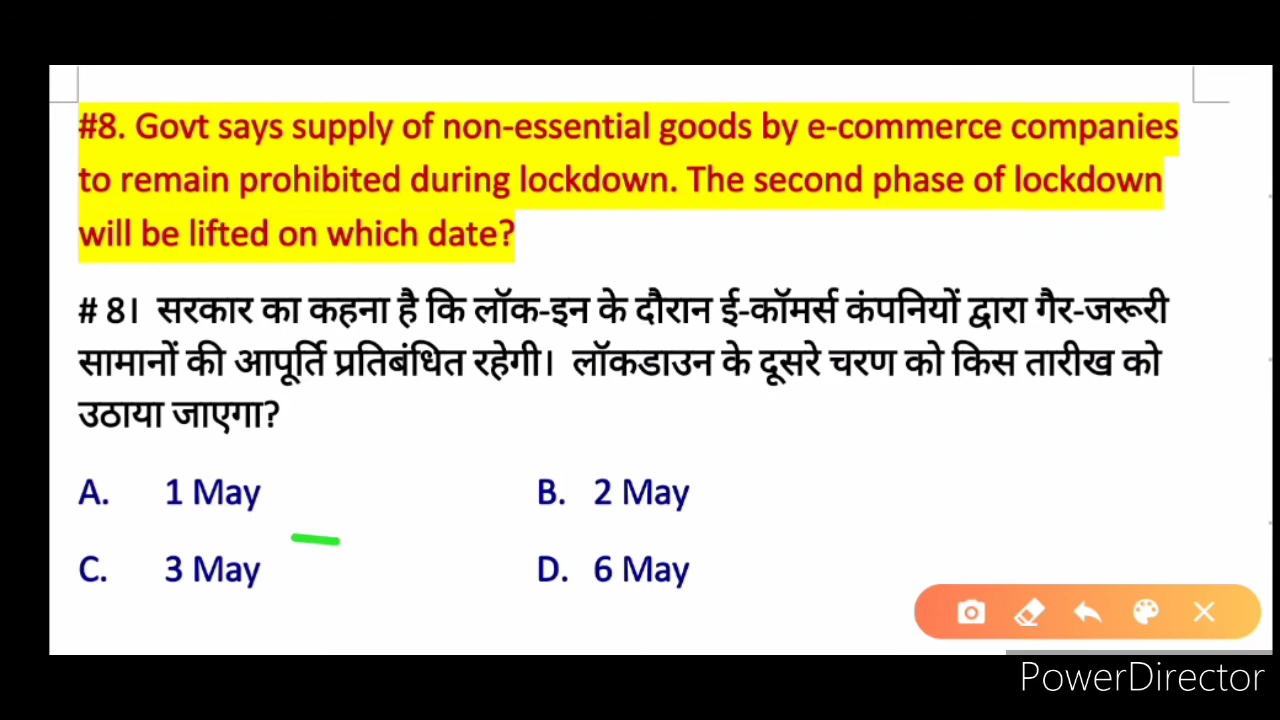 #8. Govt says supply of non-essential goods by e-commerce companies
to remain prohibited during lockdown. The second phase of lockdown
will be lifted on which date?
# 8। सरकार का कहना है कि लॉक-इन के दौरान ई-कॉमर्स कंपनियों द्वारा गैर-जरूरी
सामानों की आपूर्ति प्रतिबंधित रहेगी। लॉकडाउन के दूसरे चरण को किस तारीख को
उठाया जाएगा?
A. 1 May B. 2 May
C. 3 May D. 6 May
PowerDirector